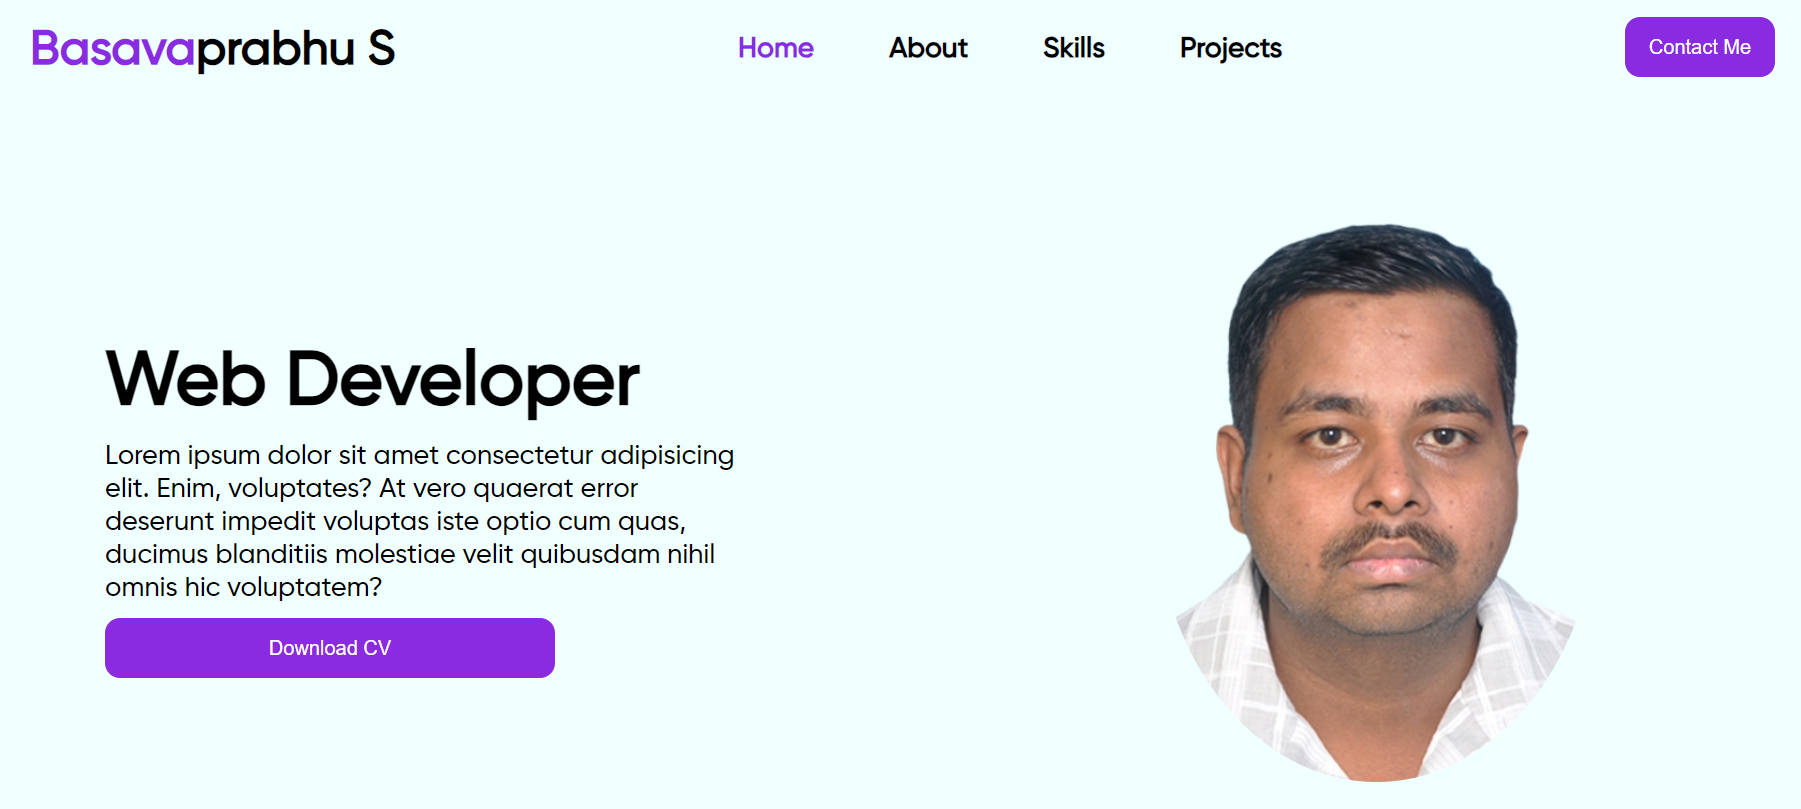 Basavaprabhu S
Home
About
Skills
Projects
Contact Me
Web Developer
Lorem ipsum dolor sit amet consectetur adipisicing
elit. Enim, voluptates? At vero quaerat error
deserunt impedit voluptas iste optio cum quas,
ducimus blanditiis molestiae velit quibusdam nihil
omnis hic voluptatem?
Download CV